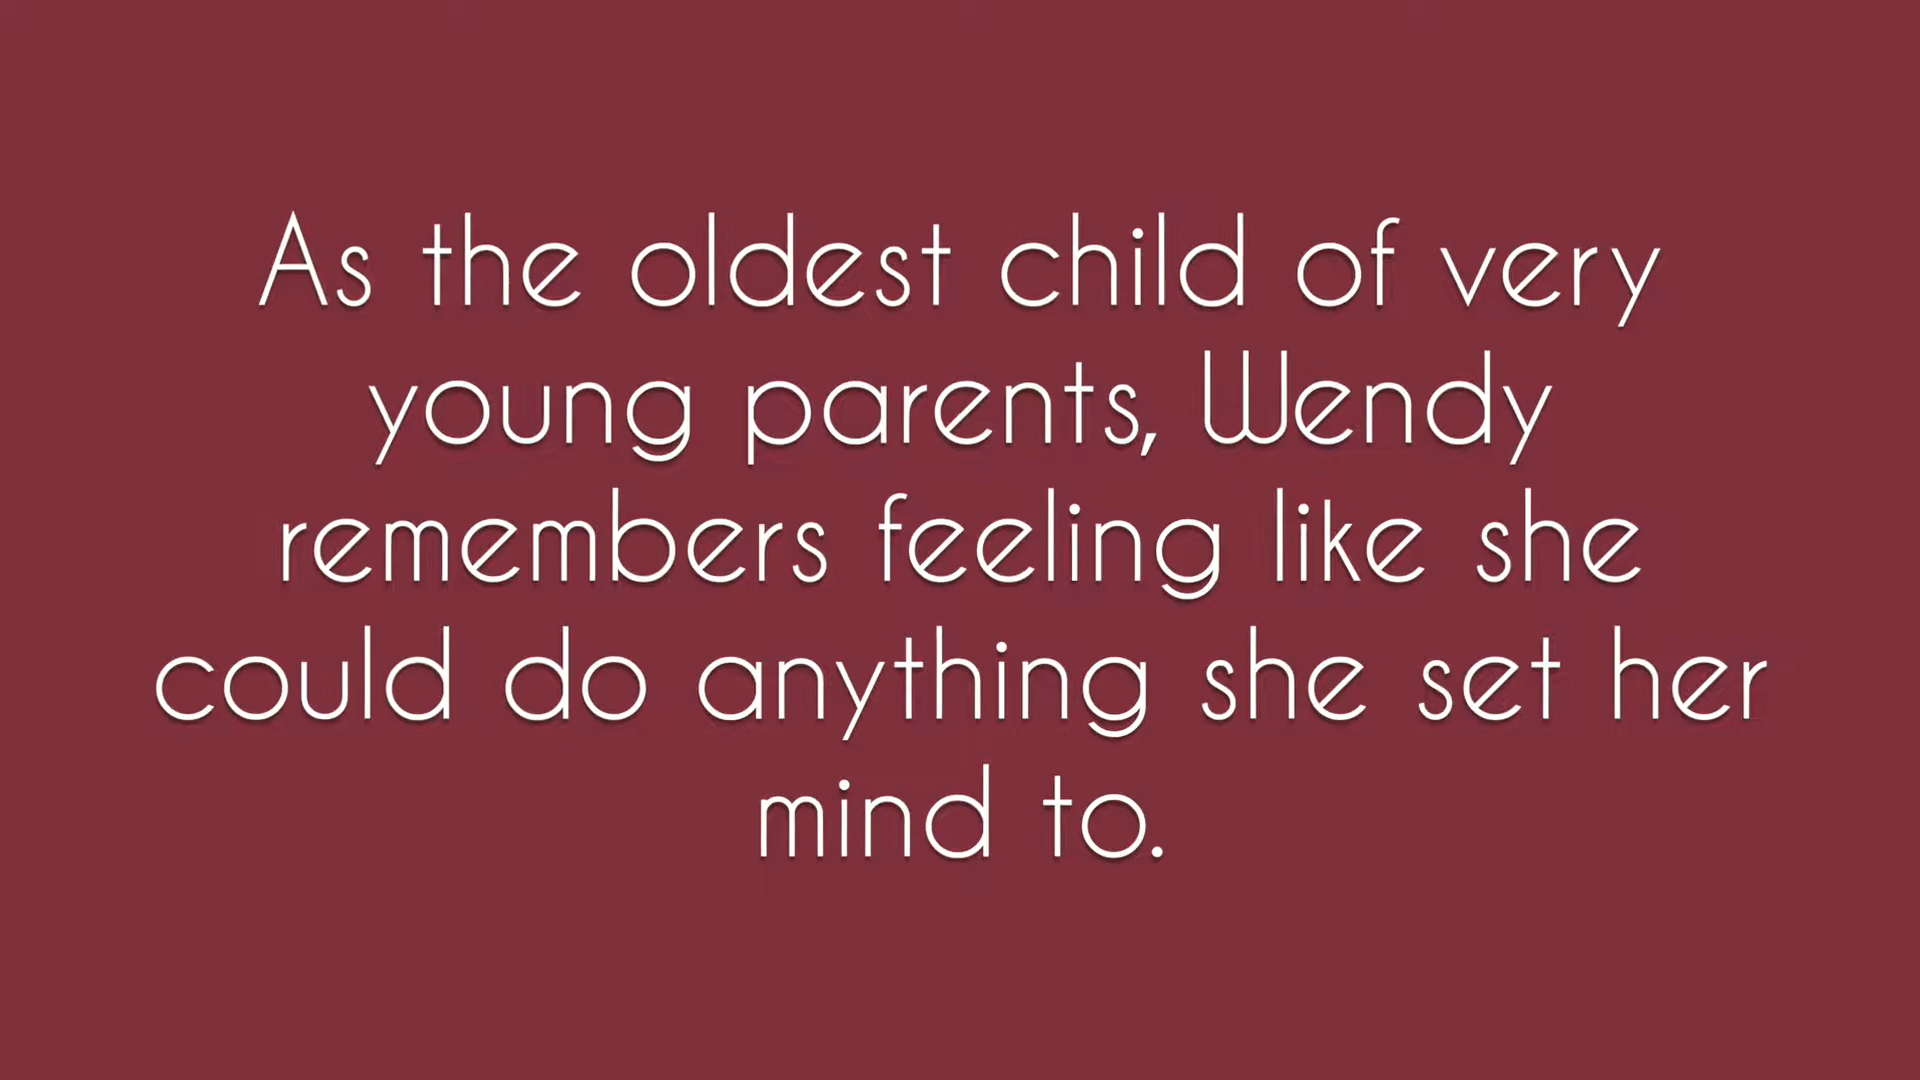 As the oldest child of very
young parents, Wendy
remembers feeling like she
could do anything she set her
mind to.